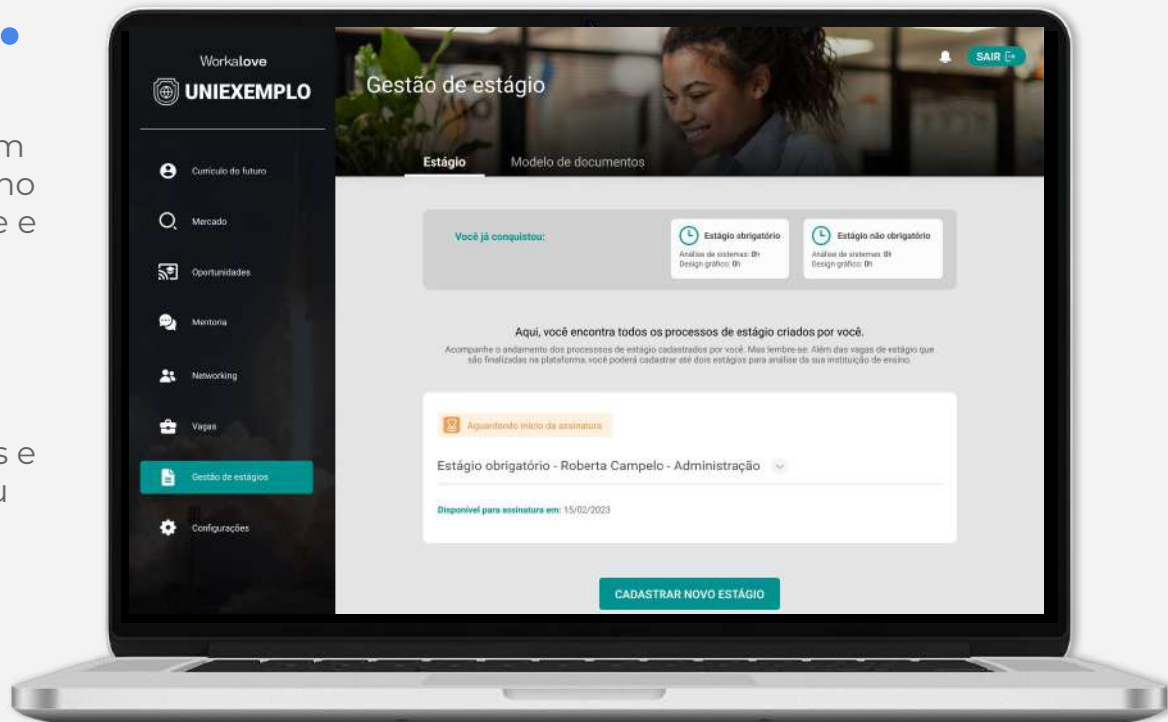 m
no
e e
s e
u
Workalove
UNIEXEMPLO
Currículo do futuro
Mercado
Oportunidades
Mentoria
Networking
Vagas
Gestão de estágios
Configurações
Gestão de estágio
SAIR
Estágio
Modelo de documentos
Você já conquistou:
Estágio obrigatório
Análise de sistemas: 0h
Design gráfico: 0h
Estágio não obrigatório
Análise de sistemas: 0h
Design gráfico: 0h
Aqui, você encontra todos os processos de estágio criados por você.
Acompanhe o andamento dos processsos de estágio cadastrados por você. Mas lembre-se: Além das vagas de estágio que
são finalizadas na plataforma, você poderá cadastrar até dois estágios para análise da sua instituição de ensino.
Aguardando início da assinatura
Estágio obrigatório - Roberta Campelo - Administração
Disponível para assinatura em: 15/02/2023
CADASTRAR NOVO ESTÁGIO